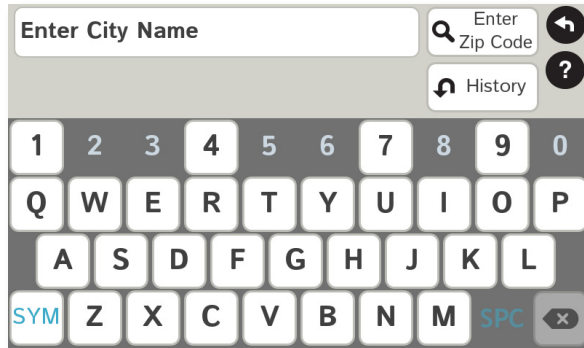 Enter City Name
Enter
Zip Code
?
History
1 2 3 4 5 6 7 8 9 0
Q W E R T Y U I O P
A S D F G H J K L
SYM Z X C V B N M SPC